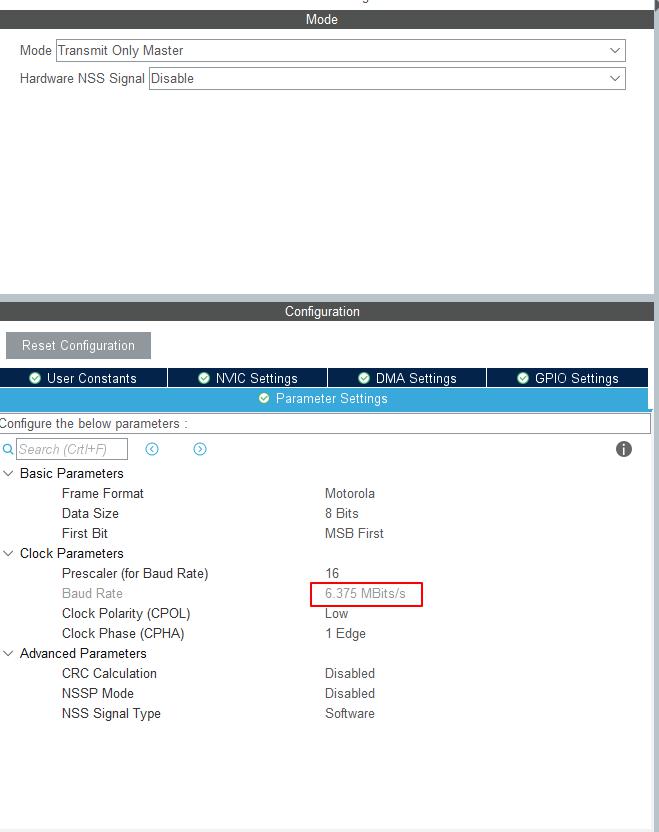 Mode
Mode Transmit Only Master
Hardware NSS Signal Disable
Configuration
Reset Configuration
User Constants NVIC Settings DMA Settings GPIO Settings
Parameter Settings
Configure the below parameters :
Search (Crtl+F)
Basic Parameters
Frame Format Motorola
Data Size 8 Bits
First Bit MSB First
Clock Parameters
Prescaler (for Baud Rate) 16
Baud Rate 6.375 MBits/s
Clock Polarity (CPOL) Low
Clock Phase (CPHA) 1 Edge
Advanced Parameters
CRC Calculation Disabled
NSSP Mode Disabled
NSS Signal Type Software